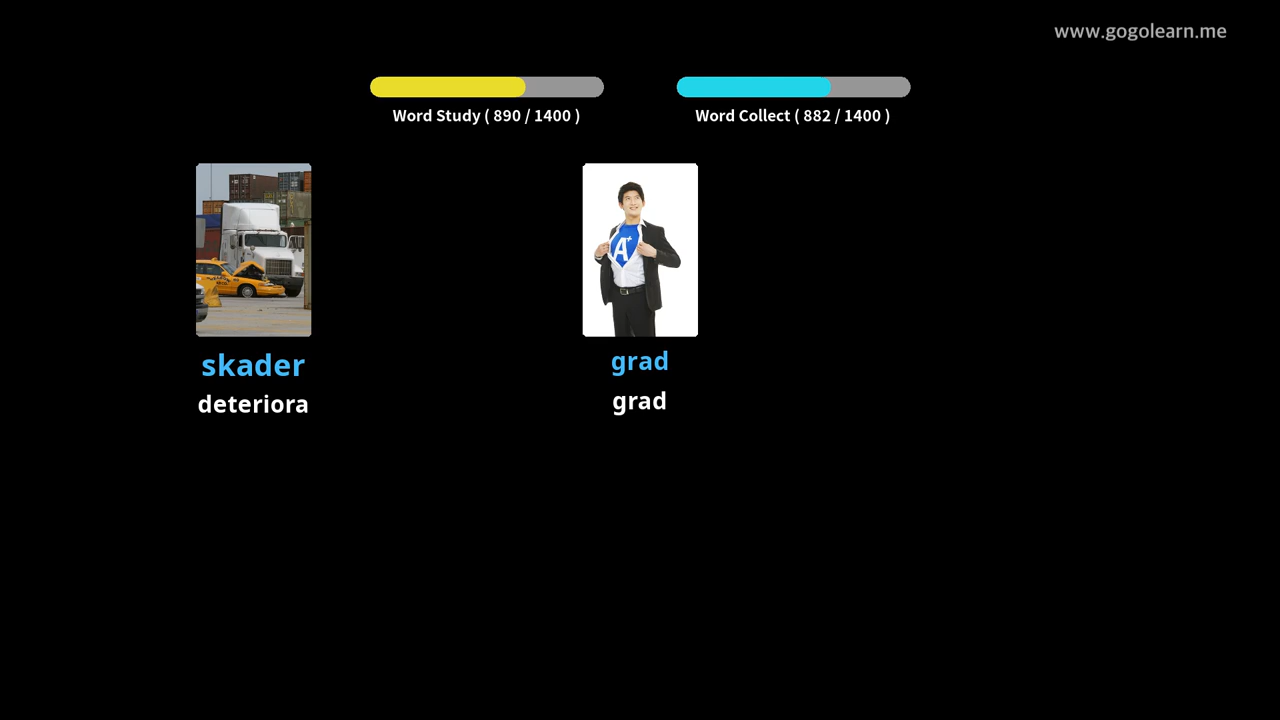 www.gogolearn.me
Word Study ( 890 / 1400 )
Word Collect ( 882 / 1400 )
A+
skader
grad
deteriora
grad